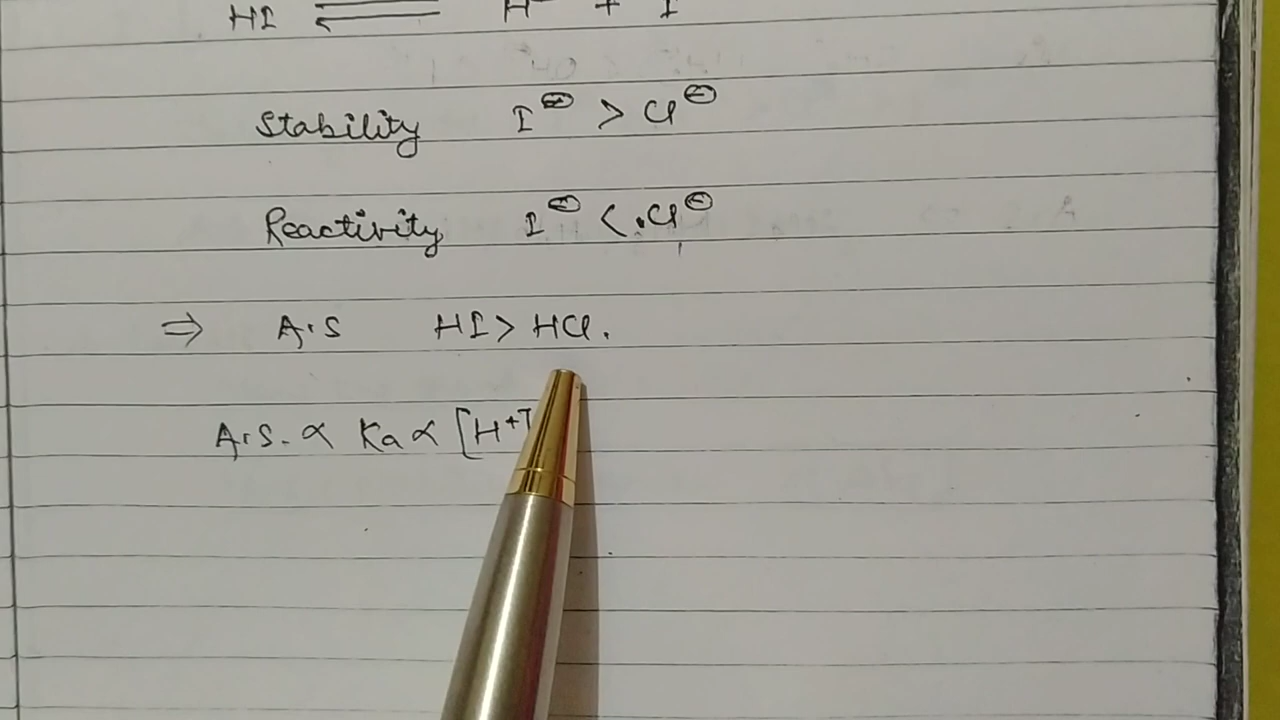 HI ⇌ H + I
Stability I⊖ > Cl⊖
Reactivity I⊖ < .Cl⊖
⇒ A.S HI > HCl.
A.S. ∝ Ka ∝ [H+]